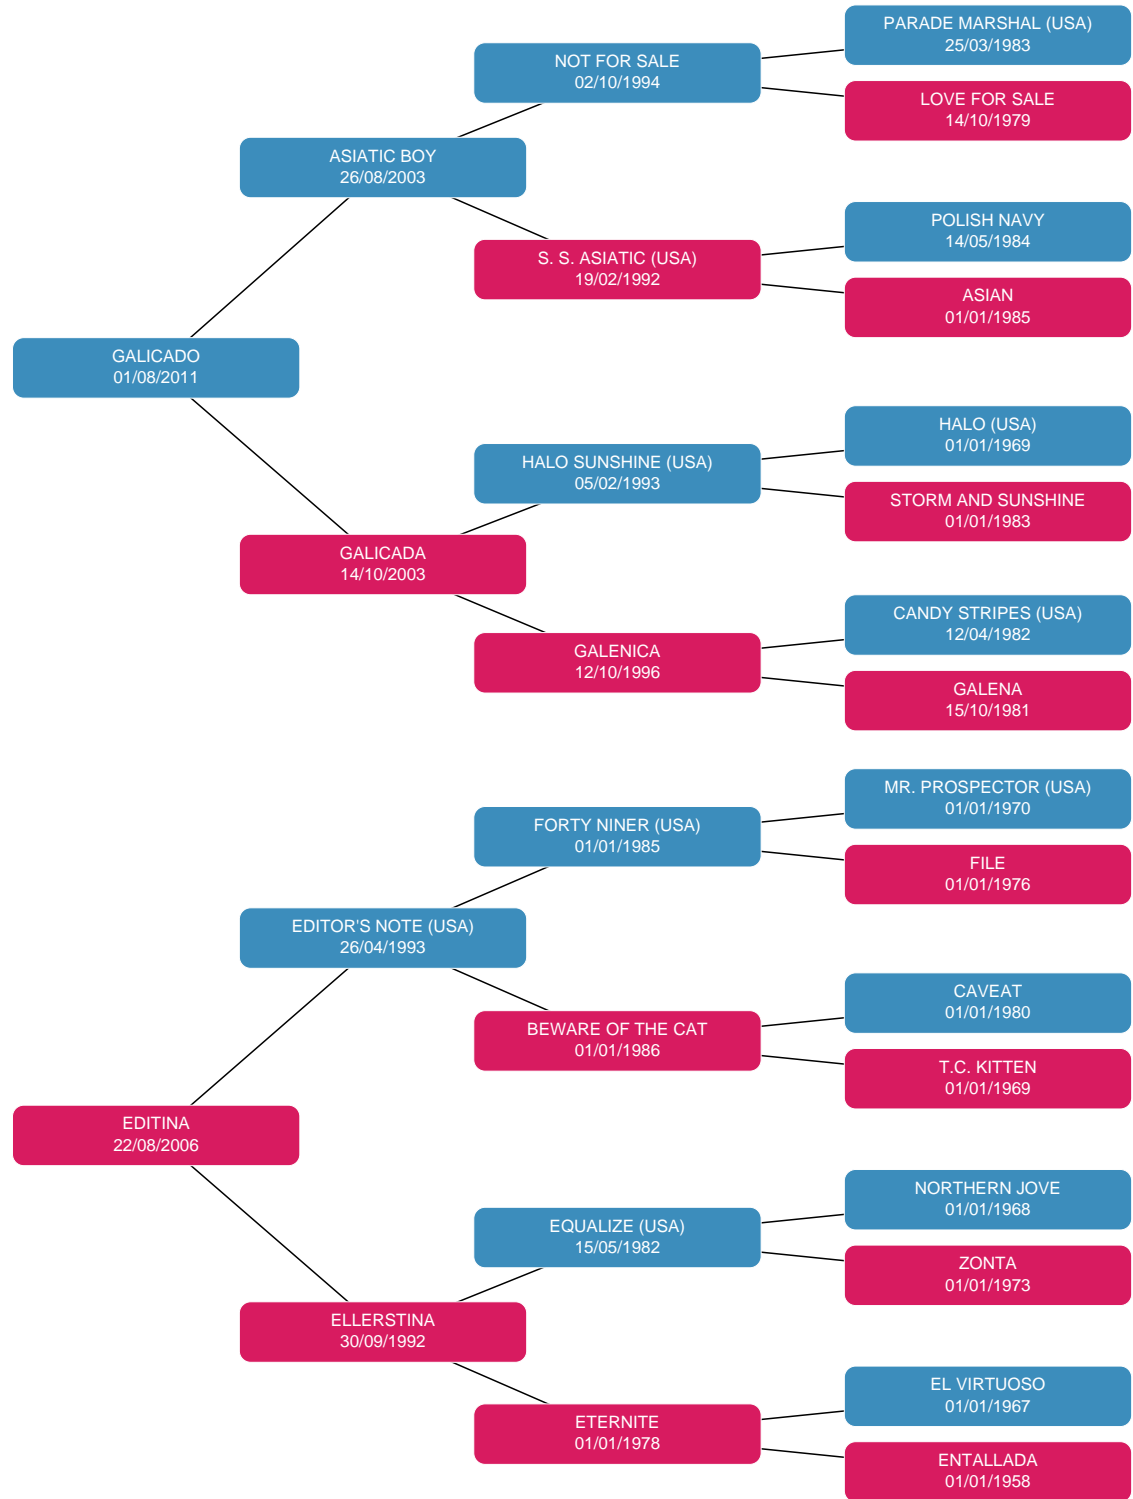 PARADE MARSHAL (USA)
25/03/1983
NOT FOR SALE
02/10/1994
LOVE FOR SALE
14/10/1979
ASIATIC BOY
26/08/2003
POLISH NAVY
14/05/1984
S. S. ASIATIC (USA)
19/02/1992
ASIAN
01/01/1985
GALICADO
01/08/2011
HALO (USA)
01/01/1969
HALO SUNSHINE (USA)
05/02/1993
STORM AND SUNSHINE
01/01/1983
GALICADA
14/10/2003
CANDY STRIPES (USA)
12/04/1982
GALENICA
12/10/1996
GALENA
15/10/1981
MR. PROSPECTOR (USA)
01/01/1970
FORTY NINER (USA)
01/01/1985
FILE
01/01/1976
EDITOR'S NOTE (USA)
26/04/1993
CAVEAT
01/01/1980
BEWARE OF THE CAT
01/01/1986
T.C. KITTEN
01/01/1969
EDITINA
22/08/2006
NORTHERN JOVE
01/01/1968
EQUALIZE (USA)
15/05/1982
ZONTA
01/01/1973
ELLERSTINA
30/09/1992
EL VIRTUOSO
01/01/1967
ETERNITE
01/01/1978
ENTALLADA
01/01/1958